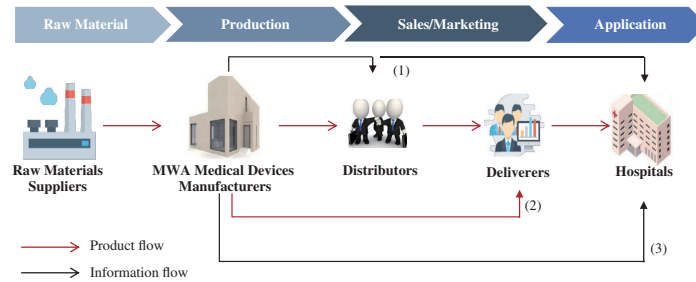 Raw Material
Production
Sales/Marketing
Application
(1)
Raw Materials
Suppliers
MWA Medical Devices
Manufacturers
Distributors
Deliverers
Hospitals
(2)
(3)
Product flow
Information flow